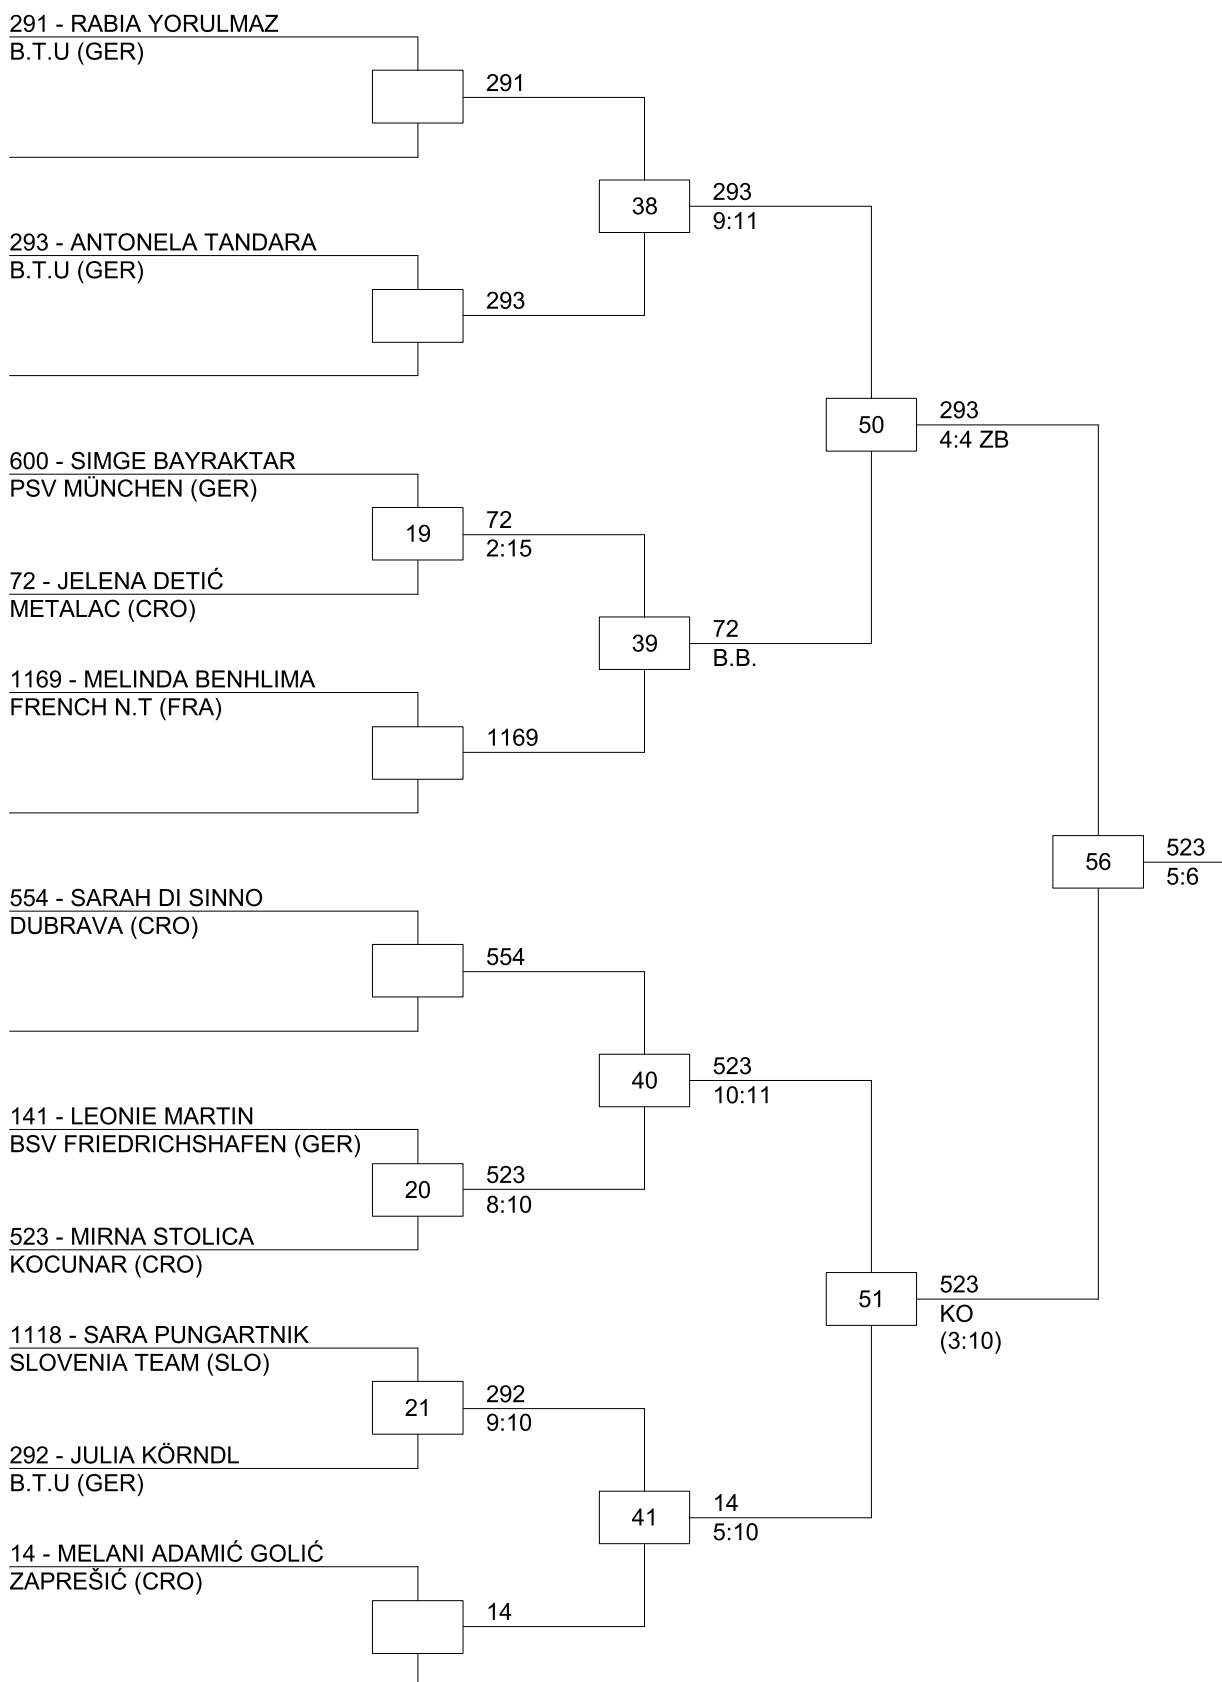 291 - RABIA YORULMAZ
B.T.U (GER)
291
38
293
9:11
293 - ANTONELA TANDARA
B.T.U (GER)
293
50
293
4:4 ZB
600 - SIMGE BAYRAKTAR
PSV MÜNCHEN (GER)
19
72
2:15
72 - JELENA DETIĆ
METALAC (CRO)
39
72
B.B.
1169 - MELINDA BENHLIMA
FRENCH N.T (FRA)
1169
56
523
5:6
554 - SARAH DI SINNO
DUBRAVA (CRO)
554
40
523
10:11
141 - LEONIE MARTIN
BSV FRIEDRICHSHAFEN (GER)
20
523
8:10
523 - MIRNA STOLICA
KOCUNAR (CRO)
51
523
KO
(3:10)
1118 - SARA PUNGARTNIK
SLOVENIA TEAM (SLO)
21
292
9:10
292 - JULIA KÖRNDL
B.T.U (GER)
41
14
5:10
14 - MELANI ADAMIĆ GOLIĆ
ZAPREŠIĆ (CRO)
14